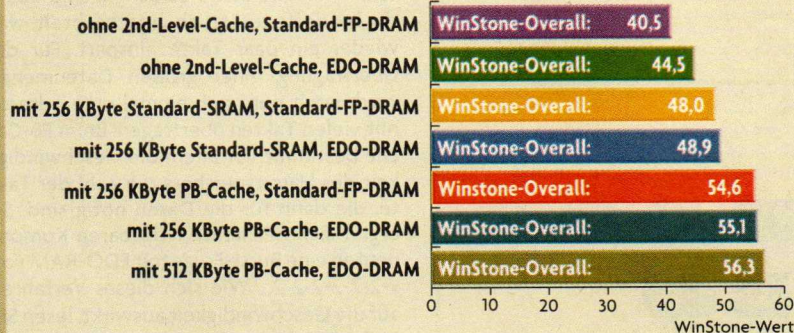 ohne 2nd-Level-Cache, Standard-FP-DRAM WinStone-Overall: 40,5
ohne 2nd-Level-Cache, EDO-DRAM WinStone-Overall: 44,5
mit 256 KByte Standard-SRAM, Standard-FP-DRAM WinStone-Overall: 48,0
mit 256 KByte Standard-SRAM, EDO-DRAM WinStone-Overall: 48,9
mit 256 KByte PB-Cache, Standard-FP-DRAM Winstone-Overall: 54,6
mit 256 KByte PB-Cache, EDO-DRAM WinStone-Overall: 55,1
mit 512 KByte PB-Cache, EDO-DRAM WinStone-Overall: 56,3
0 10 20 30 40 50 60
WinStone-Wert